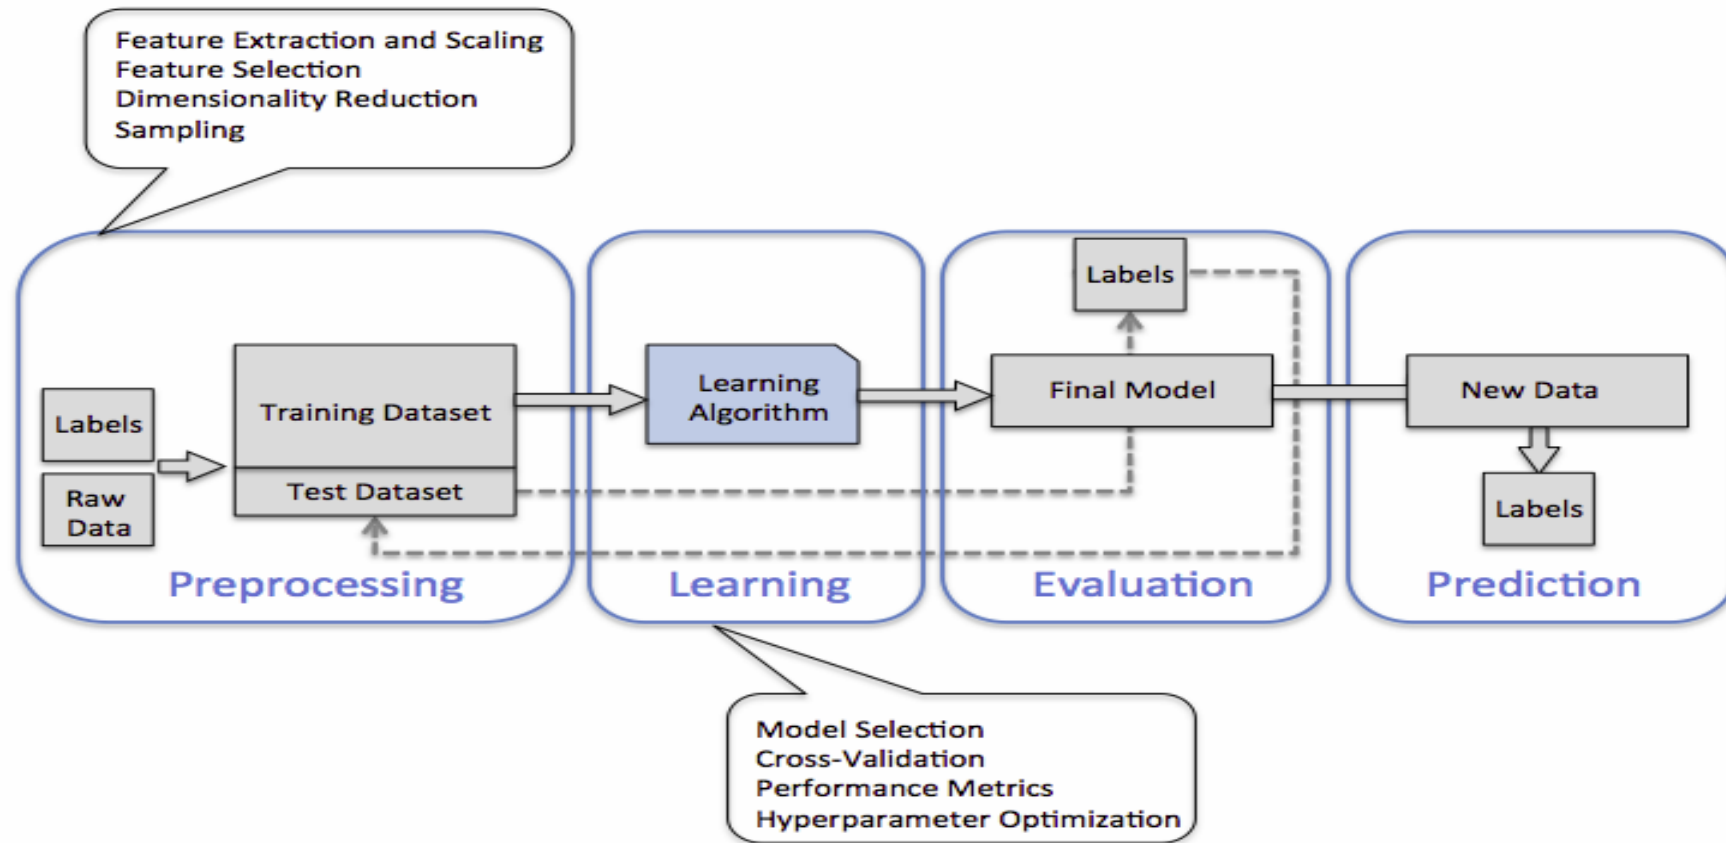 Feature Extraction and Scaling
Feature Selection
Dimensionality Reduction
Sampling
Labels
Raw
Data
Training Dataset
Test Dataset
Preprocessing
Learning
Algorithm
Learning
Labels
Final Model
Evaluation
New Data
Labels
Prediction
Model Selection
Cross-Validation
Performance Metrics
Hyperparameter Optimization